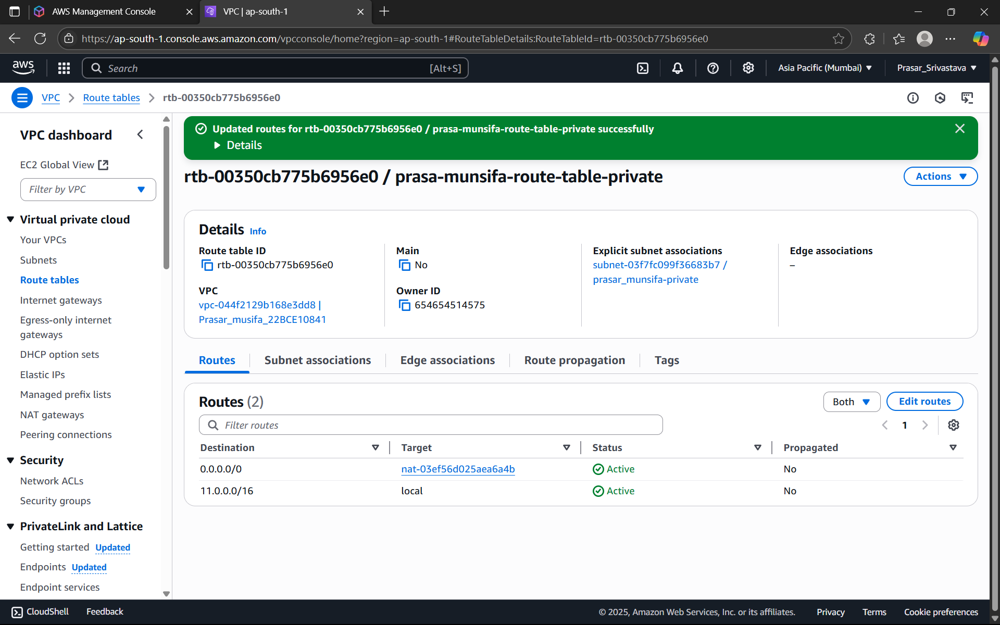 AWS Management Console
VPC | ap-south-1
https://ap-south-1.console.aws.amazon.com/vpcconsole/home?region=ap-south-1#RouteTableDetails:RouteTableId=rtb-00350cb775b6956e0
aws
Search
[Alt+S]
Asia Pacific (Mumbai)
Prasar_Srivastava
VPC
Route tables
rtb-00350cb775b6956e0
VPC dashboard
EC2 Global View
Filter by VPC
Virtual private cloud
Your VPCs
Subnets
Route tables
Internet gateways
Egress-only internet
gateways
DHCP option sets
Elastic IPs
Managed prefix lists
NAT gateways
Peering connections
Security
Network ACLs
Security groups
PrivateLink and Lattice
Getting started Updated
Endpoints Updated
Endpoint services
Updated routes for rtb-00350cb775b6956e0 / prasa-munsifa-route-table-private successfully
Details
rtb-00350cb775b6956e0 / prasa-munsifa-route-table-private
Actions
Details Info
Route table ID
rtb-00350cb775b6956e0
Main
No
Explicit subnet associations
subnet-03f7fc099f36683b7 /
prasar_munsifa-private
Edge associations
–
VPC
vpc-044f2129b168e3dd8 |
Prasar_musifa_22BCE10841
Owner ID
654654514575
Routes
Subnet associations
Edge associations
Route propagation
Tags
Routes (2)
Both
Edit routes
Filter routes
1
Destination Target Status Propagated
0.0.0.0/0 nat-03ef56d025aea6a4b Active No
11.0.0.0/16 local Active No
CloudShell
Feedback
© 2025, Amazon Web Services, Inc. or its affiliates.
Privacy
Terms
Cookie preferences